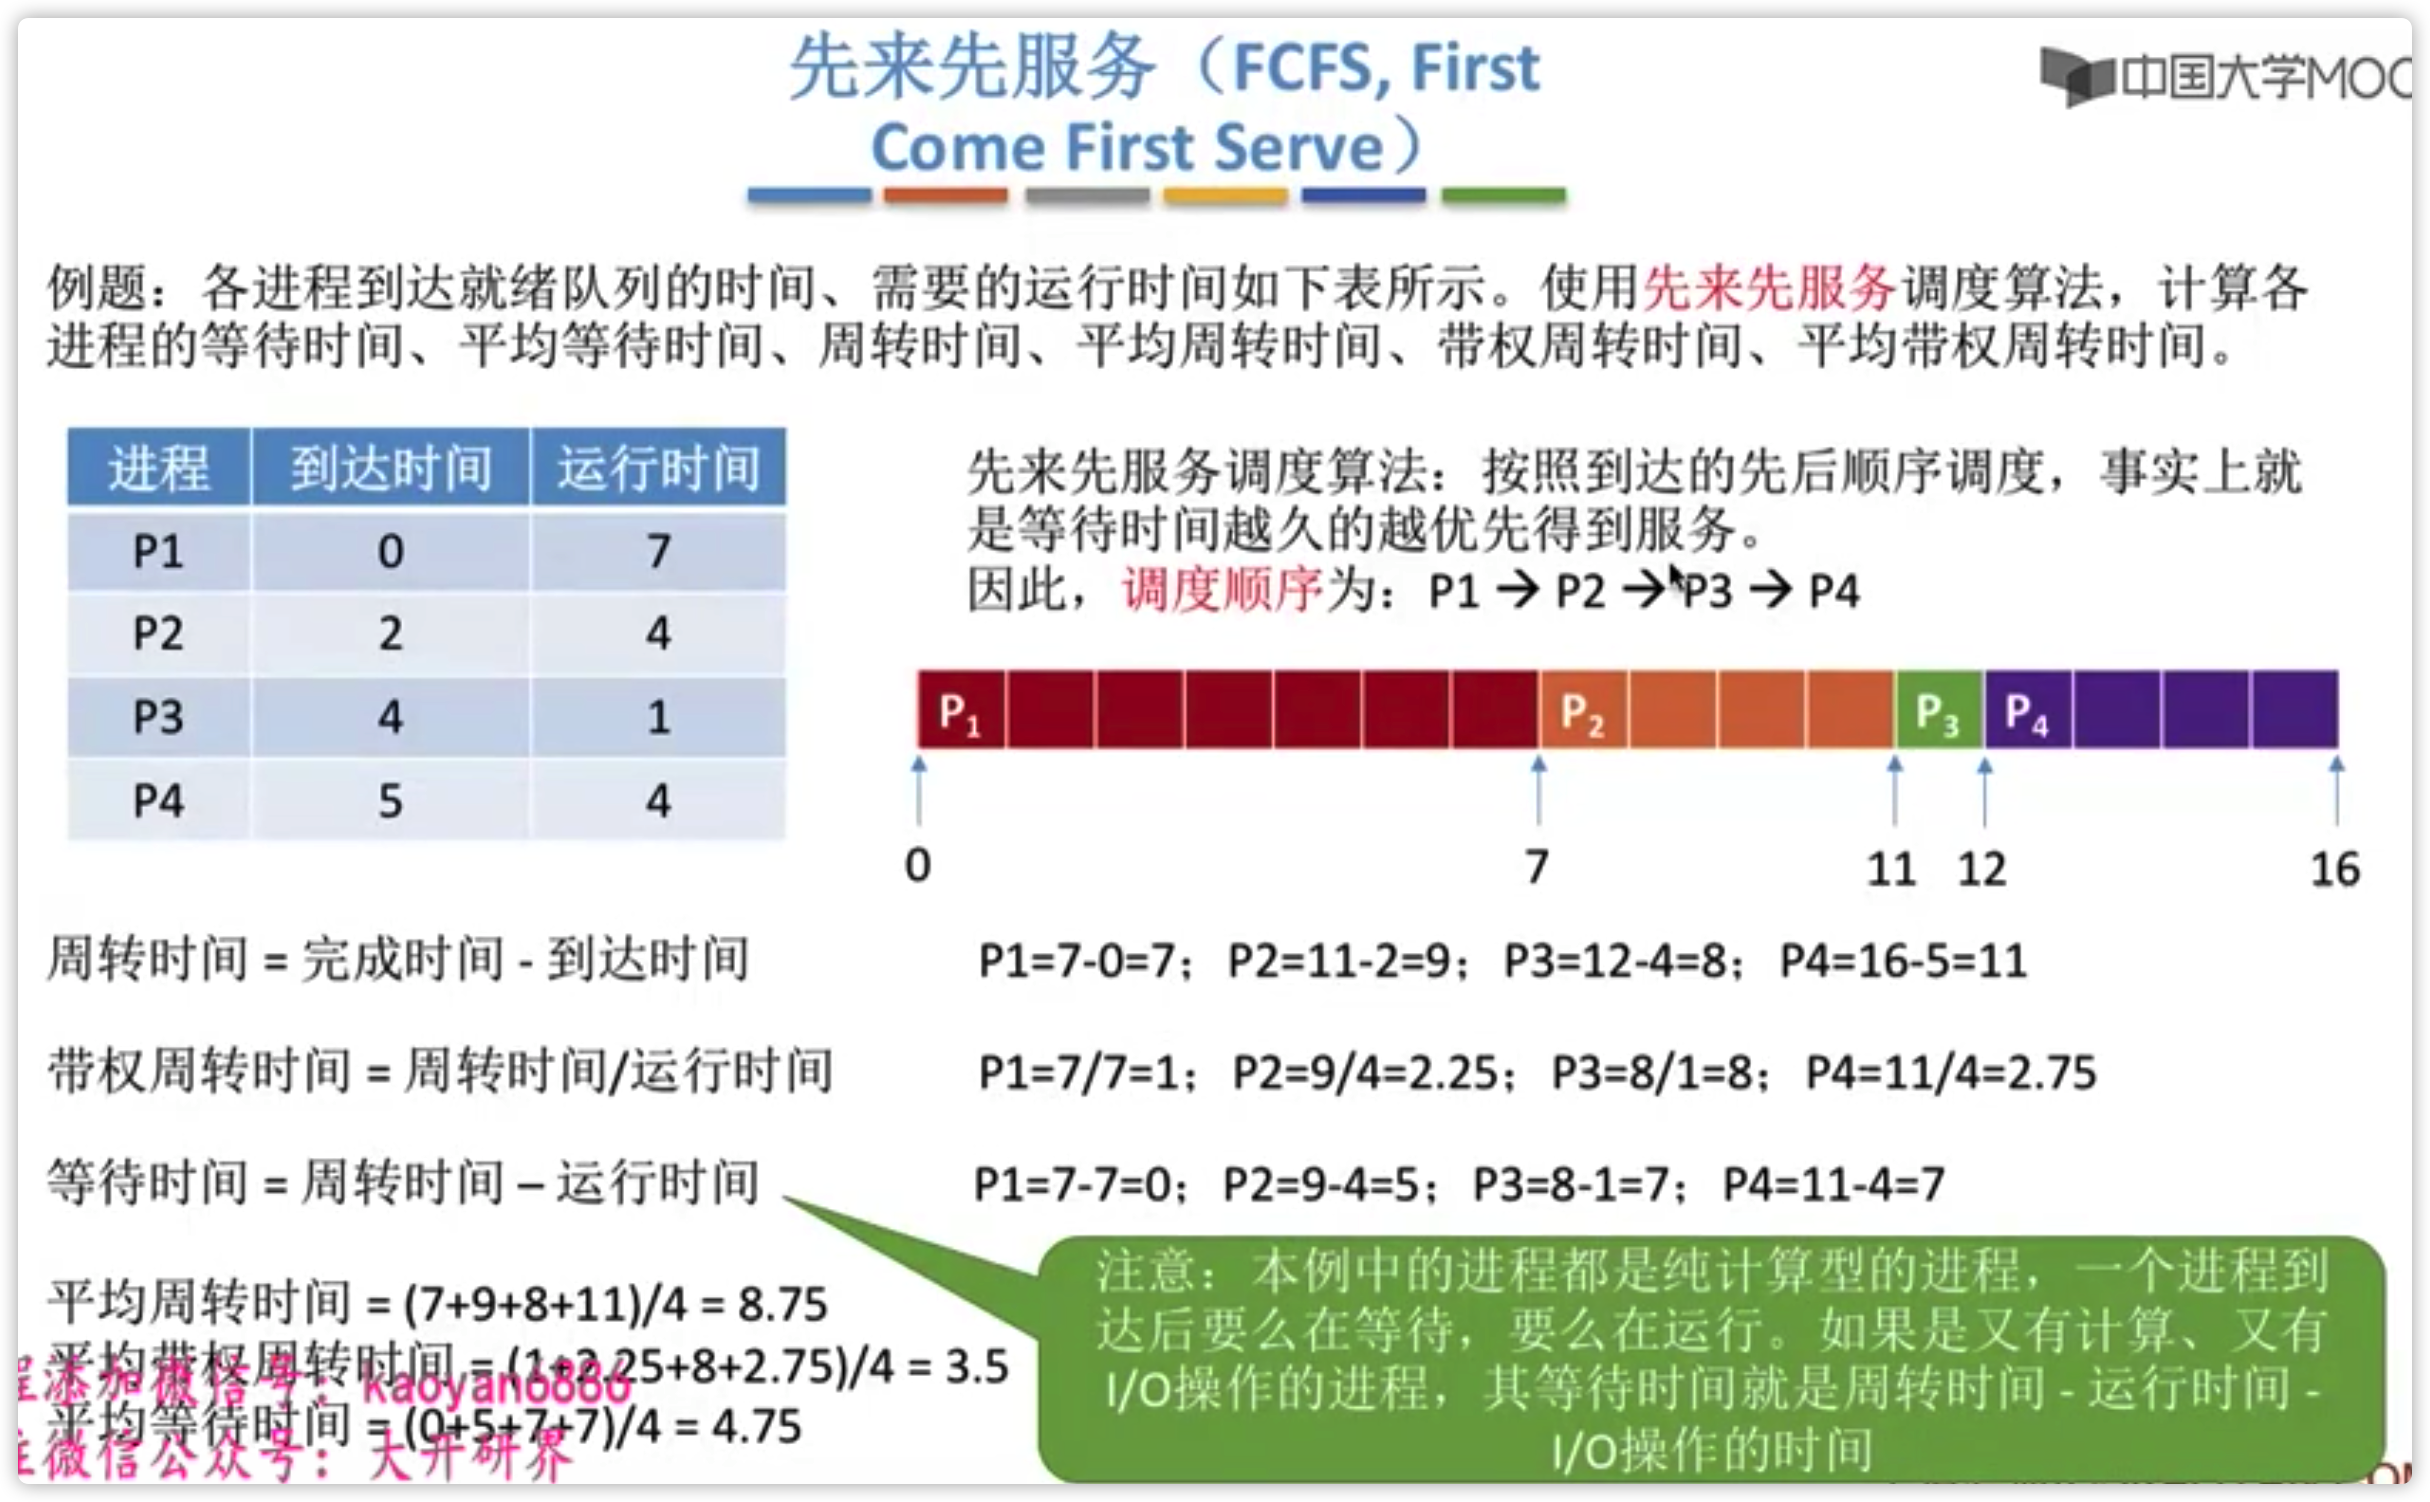 先来先服务（FCFS, First
Come First Serve）
中国大学MOO
例题：各进程到达就绪队列的时间、需要的运行时间如下表所示。使用先来先服务调度算法，计算各
进程的等待时间、平均等待时间、周转时间、平均周转时间、带权周转时间、平均带权周转时间。
进程 到达时间 运行时间
P1 0 7
P2 2 4
P3 4 1
P4 5 4
先来先服务调度算法：按照到达的先后顺序调度，事实上就
是等待时间越久的越优先得到服务。
因此，调度顺序为：P1 → P2 → P3 → P4
P1 P2 P3 P4
0 7 11 12 16
周转时间 = 完成时间 - 到达时间
P1=7-0=7；P2=11-2=9；P3=12-4=8；P4=16-5=11
带权周转时间 = 周转时间/运行时间
P1=7/7=1；P2=9/4=2.25；P3=8/1=8；P4=11/4=2.75
等待时间 = 周转时间 – 运行时间
P1=7-7=0；P2=9-4=5；P3=8-1=7；P4=11-4=7
平均周转时间 = (7+9+8+11)/4 = 8.75
平均带权周转时间 = (1+2.25+8+2.75)/4 = 3.5
平均等待时间 = (0+5+7+7)/4 = 4.75
注意：本例中的进程都是纯计算型的进程，一个进程到
达后要么在等待，要么在运行。如果是又有计算、又有
I/O操作的进程，其等待时间就是周转时间 - 运行时间 -
I/O操作的时间
添加微信号：kaoyan6886
微信公众号：大开研界